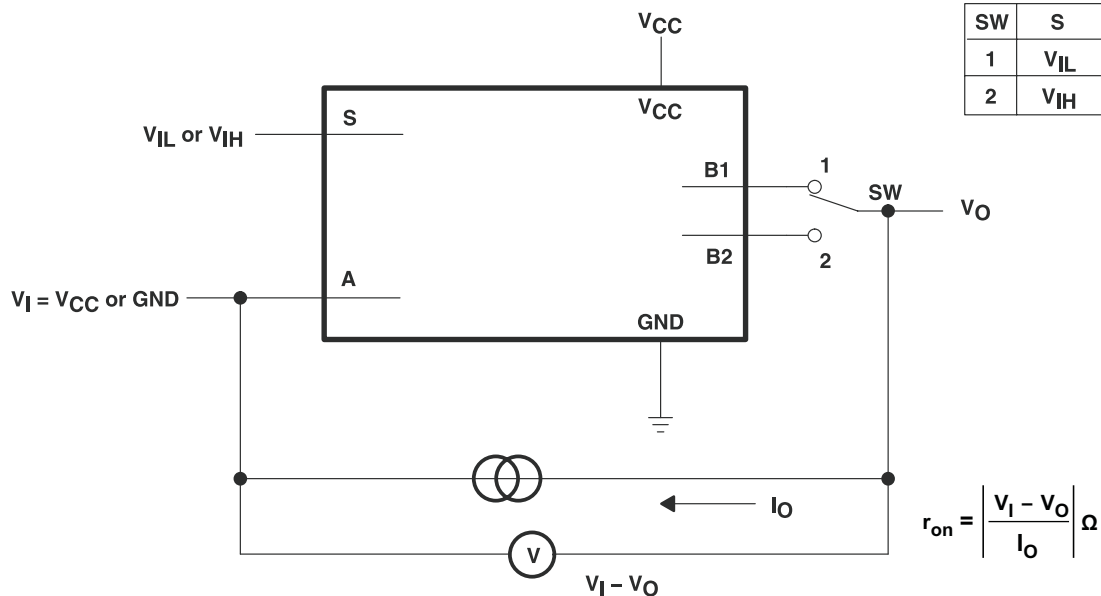 V_CC
SW S
1 V_IL
2 V_IH
V_CC
S
V_IL or V_IH
B1
1
SW
V_O
B2
2
A
V_I = V_CC or GND
GND
I_O
r_on = | (V_I – V_O) / I_O | Ω
V
V_I – V_O